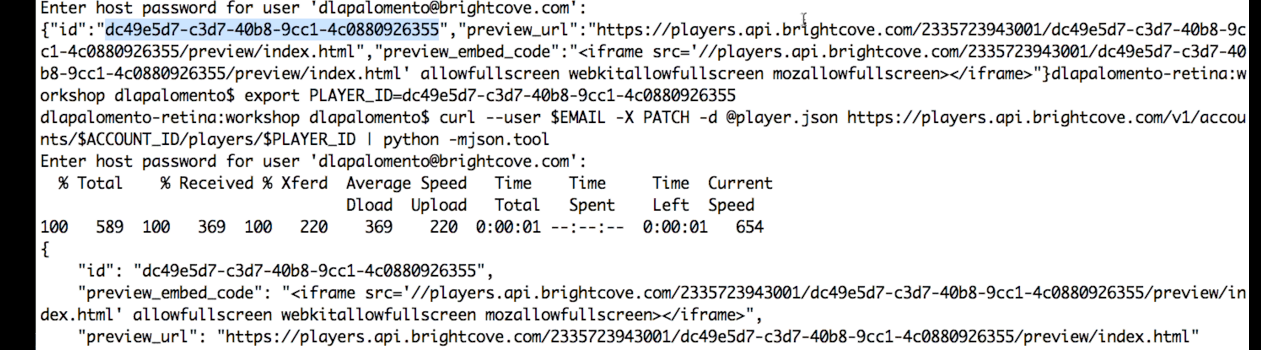 Enter host password for user 'dlapalomento@brightcove.com':
{"id":"dc49e5d7-c3d7-40b8-9cc1-4c0880926355","preview_url":"https://players.api.brightcove.com/2335723943001/dc49e5d7-c3d7-40b8-9c
c1-4c0880926355/preview/index.html","preview_embed_code":"<iframe src='//players.api.brightcove.com/2335723943001/dc49e5d7-c3d7-40
b8-9cc1-4c0880926355/preview/index.html' allowfullscreen webkitallowfullscreen mozallowfullscreen></iframe>"}dlapalomento-retina:w
orkshop dlapalomento$ export PLAYER_ID=dc49e5d7-c3d7-40b8-9cc1-4c0880926355
dlapalomento-retina:workshop dlapalomento$ curl --user $EMAIL -X PATCH -d @player.json https://players.api.brightcove.com/v1/accou
nts/$ACCOUNT_ID/players/$PLAYER_ID | python -mjson.tool
Enter host password for user 'dlapalomento@brightcove.com':
  % Total    % Received % Xferd  Average Speed   Time    Time     Time  Current
                                 Dload  Upload   Total   Spent    Left  Speed
100   589  100   369  100   220    369    220  0:00:01 --:--:--  0:00:01   654
{
    "id": "dc49e5d7-c3d7-40b8-9cc1-4c0880926355",
    "preview_embed_code": "<iframe src='//players.api.brightcove.com/2335723943001/dc49e5d7-c3d7-40b8-9cc1-4c0880926355/preview/in
dex.html' allowfullscreen webkitallowfullscreen mozallowfullscreen></iframe>",
    "preview_url": "https://players.api.brightcove.com/2335723943001/dc49e5d7-c3d7-40b8-9cc1-4c0880926355/preview/index.html"